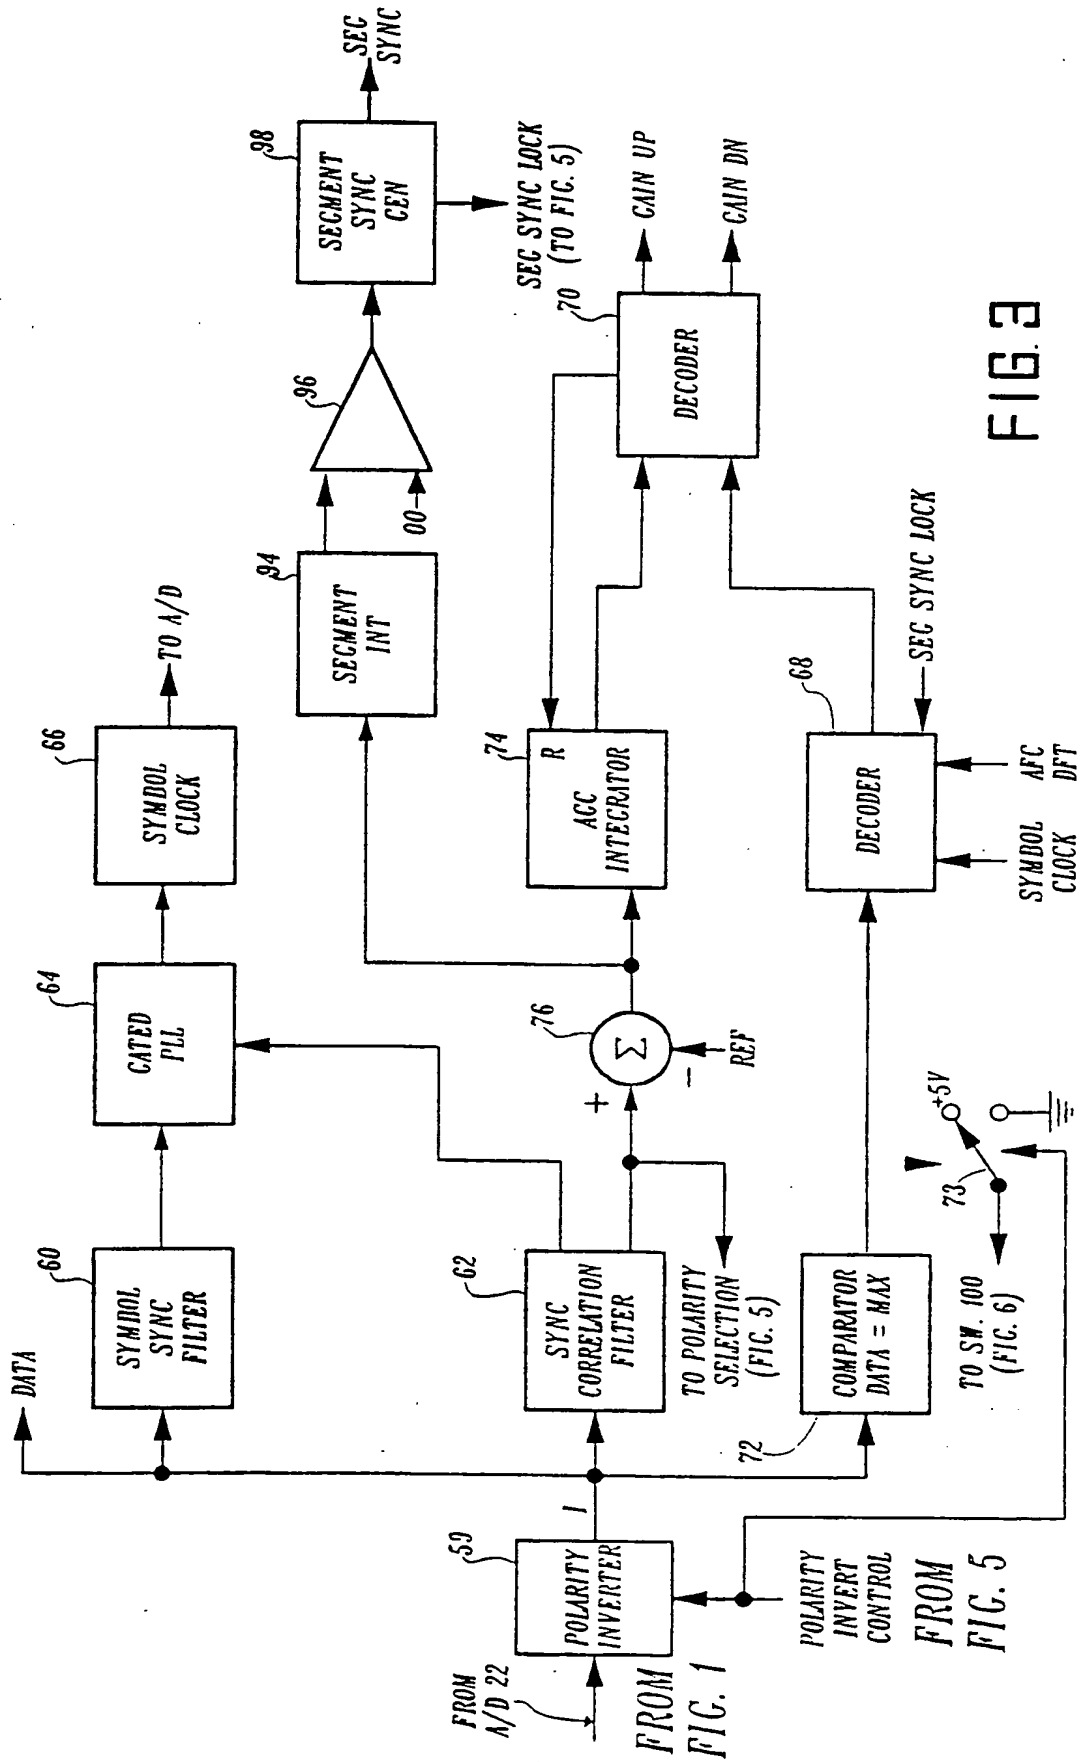 FROM
A/D 22
FROM
FIG. 1
59
POLARITY
INVERTER
I
POLARITY
INVERT
CONTROL
FROM
FIG. 5
DATA
60
SYMBOL
SYNC
FILTER
64
GATED
PLL
66
SYMBOL
CLOCK
TO A/D
62
SYNC
CORRELATION
FILTER
TO POLARITY
SELECTION
(FIG. 5)
+
76
Σ
-
REF
94
SEGMENT
INT
96
00
98
SEGMENT
SYNC
GEN
SEG
SYNC
SEG SYNC LOCK
(TO FIG. 5)
74
R
AGC
INTEGRATOR
70
DECODER
GAIN UP
GAIN DN
72
COMPARATOR
DATA = MAX
68
DECODER
SYMBOL
CLOCK
AFC
DFT
SEG SYNC LOCK
73
+5V
TO SW. 100
(FIG. 6)
FIG. 3